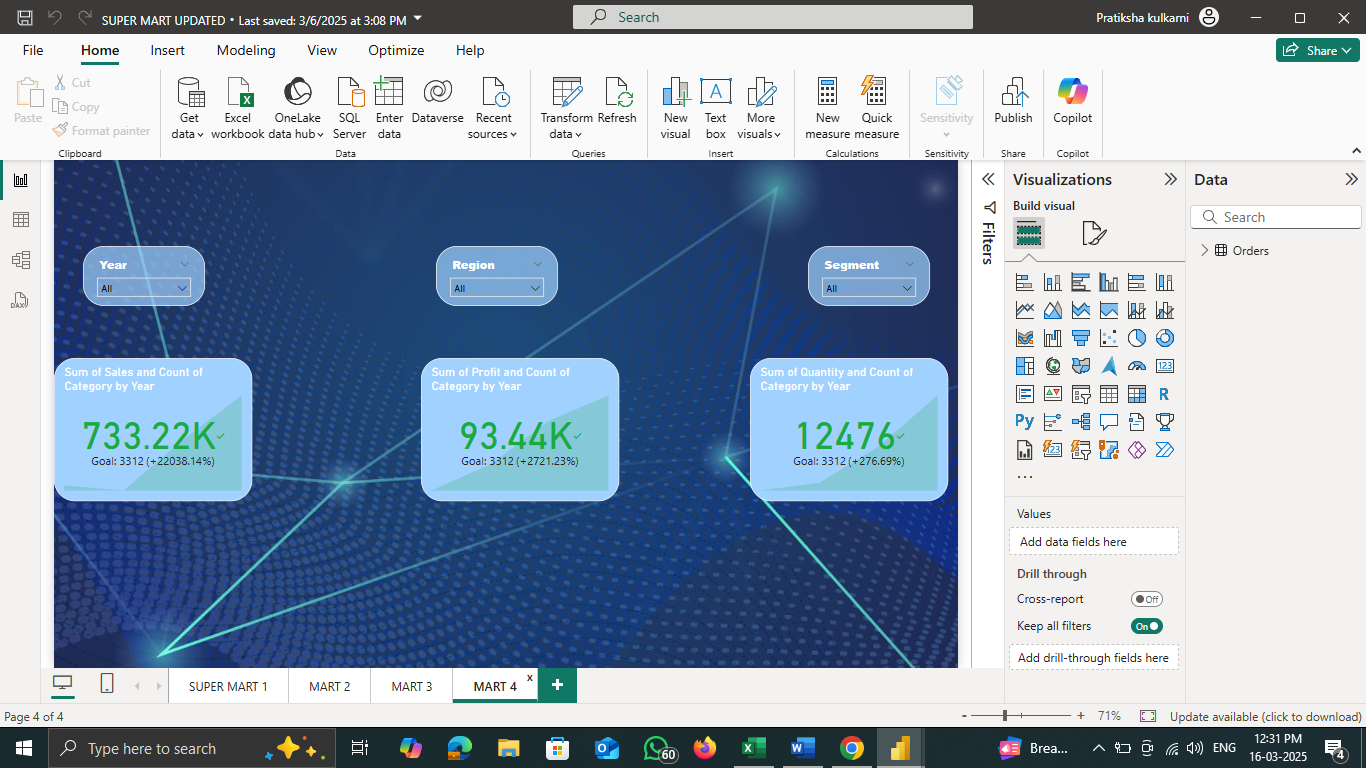 SUPER MART UPDATED • Last saved: 3/6/2025 at 3:08 PM
Search
Pratiksha kulkarni
File
Home
Insert
Modeling
View
Optimize
Help
Share
Paste
Cut
Copy
Format painter
Clipboard
Get data
Excel workbook
OneLake data hub
SQL Server
Enter data
Dataverse
Recent sources
Data
Transform data
Refresh
Queries
New visual
Text box
More visuals
Insert
New measure
Quick measure
Calculations
Sensitivity
Sensitivity
Publish
Share
Copilot
Copilot
DAX
Year
All
Region
All
Segment
All
Sum of Sales and Count of
Category by Year
733.22K
Goal: 3312 (+22038.14%)
Sum of Profit and Count of
Category by Year
93.44K
Goal: 3312 (+2721.23%)
Sum of Quantity and Count of
Category by Year
12476
Goal: 3312 (+276.69%)
Filters
Visualizations
Build visual
123
R
Py
123
...
Values
Add data fields here
Drill through
Cross-report
Off
Keep all filters
On
Add drill-through fields here
Data
Search
Orders
SUPER MART 1
MART 2
MART 3
MART 4
x
+
Page 4 of 4
-
+
71%
Update available (click to download)
Type here to search
60
Brea...
ENG
12:31 PM
16-03-2025
4